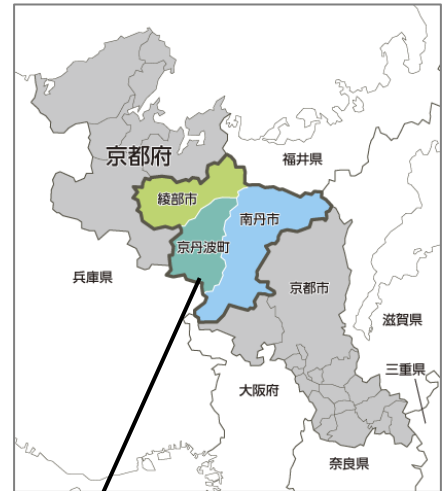 京都府
福井県
綾部市
南丹市
京丹波町
兵庫県
京都市
滋賀県
三重県
大阪府
奈良県